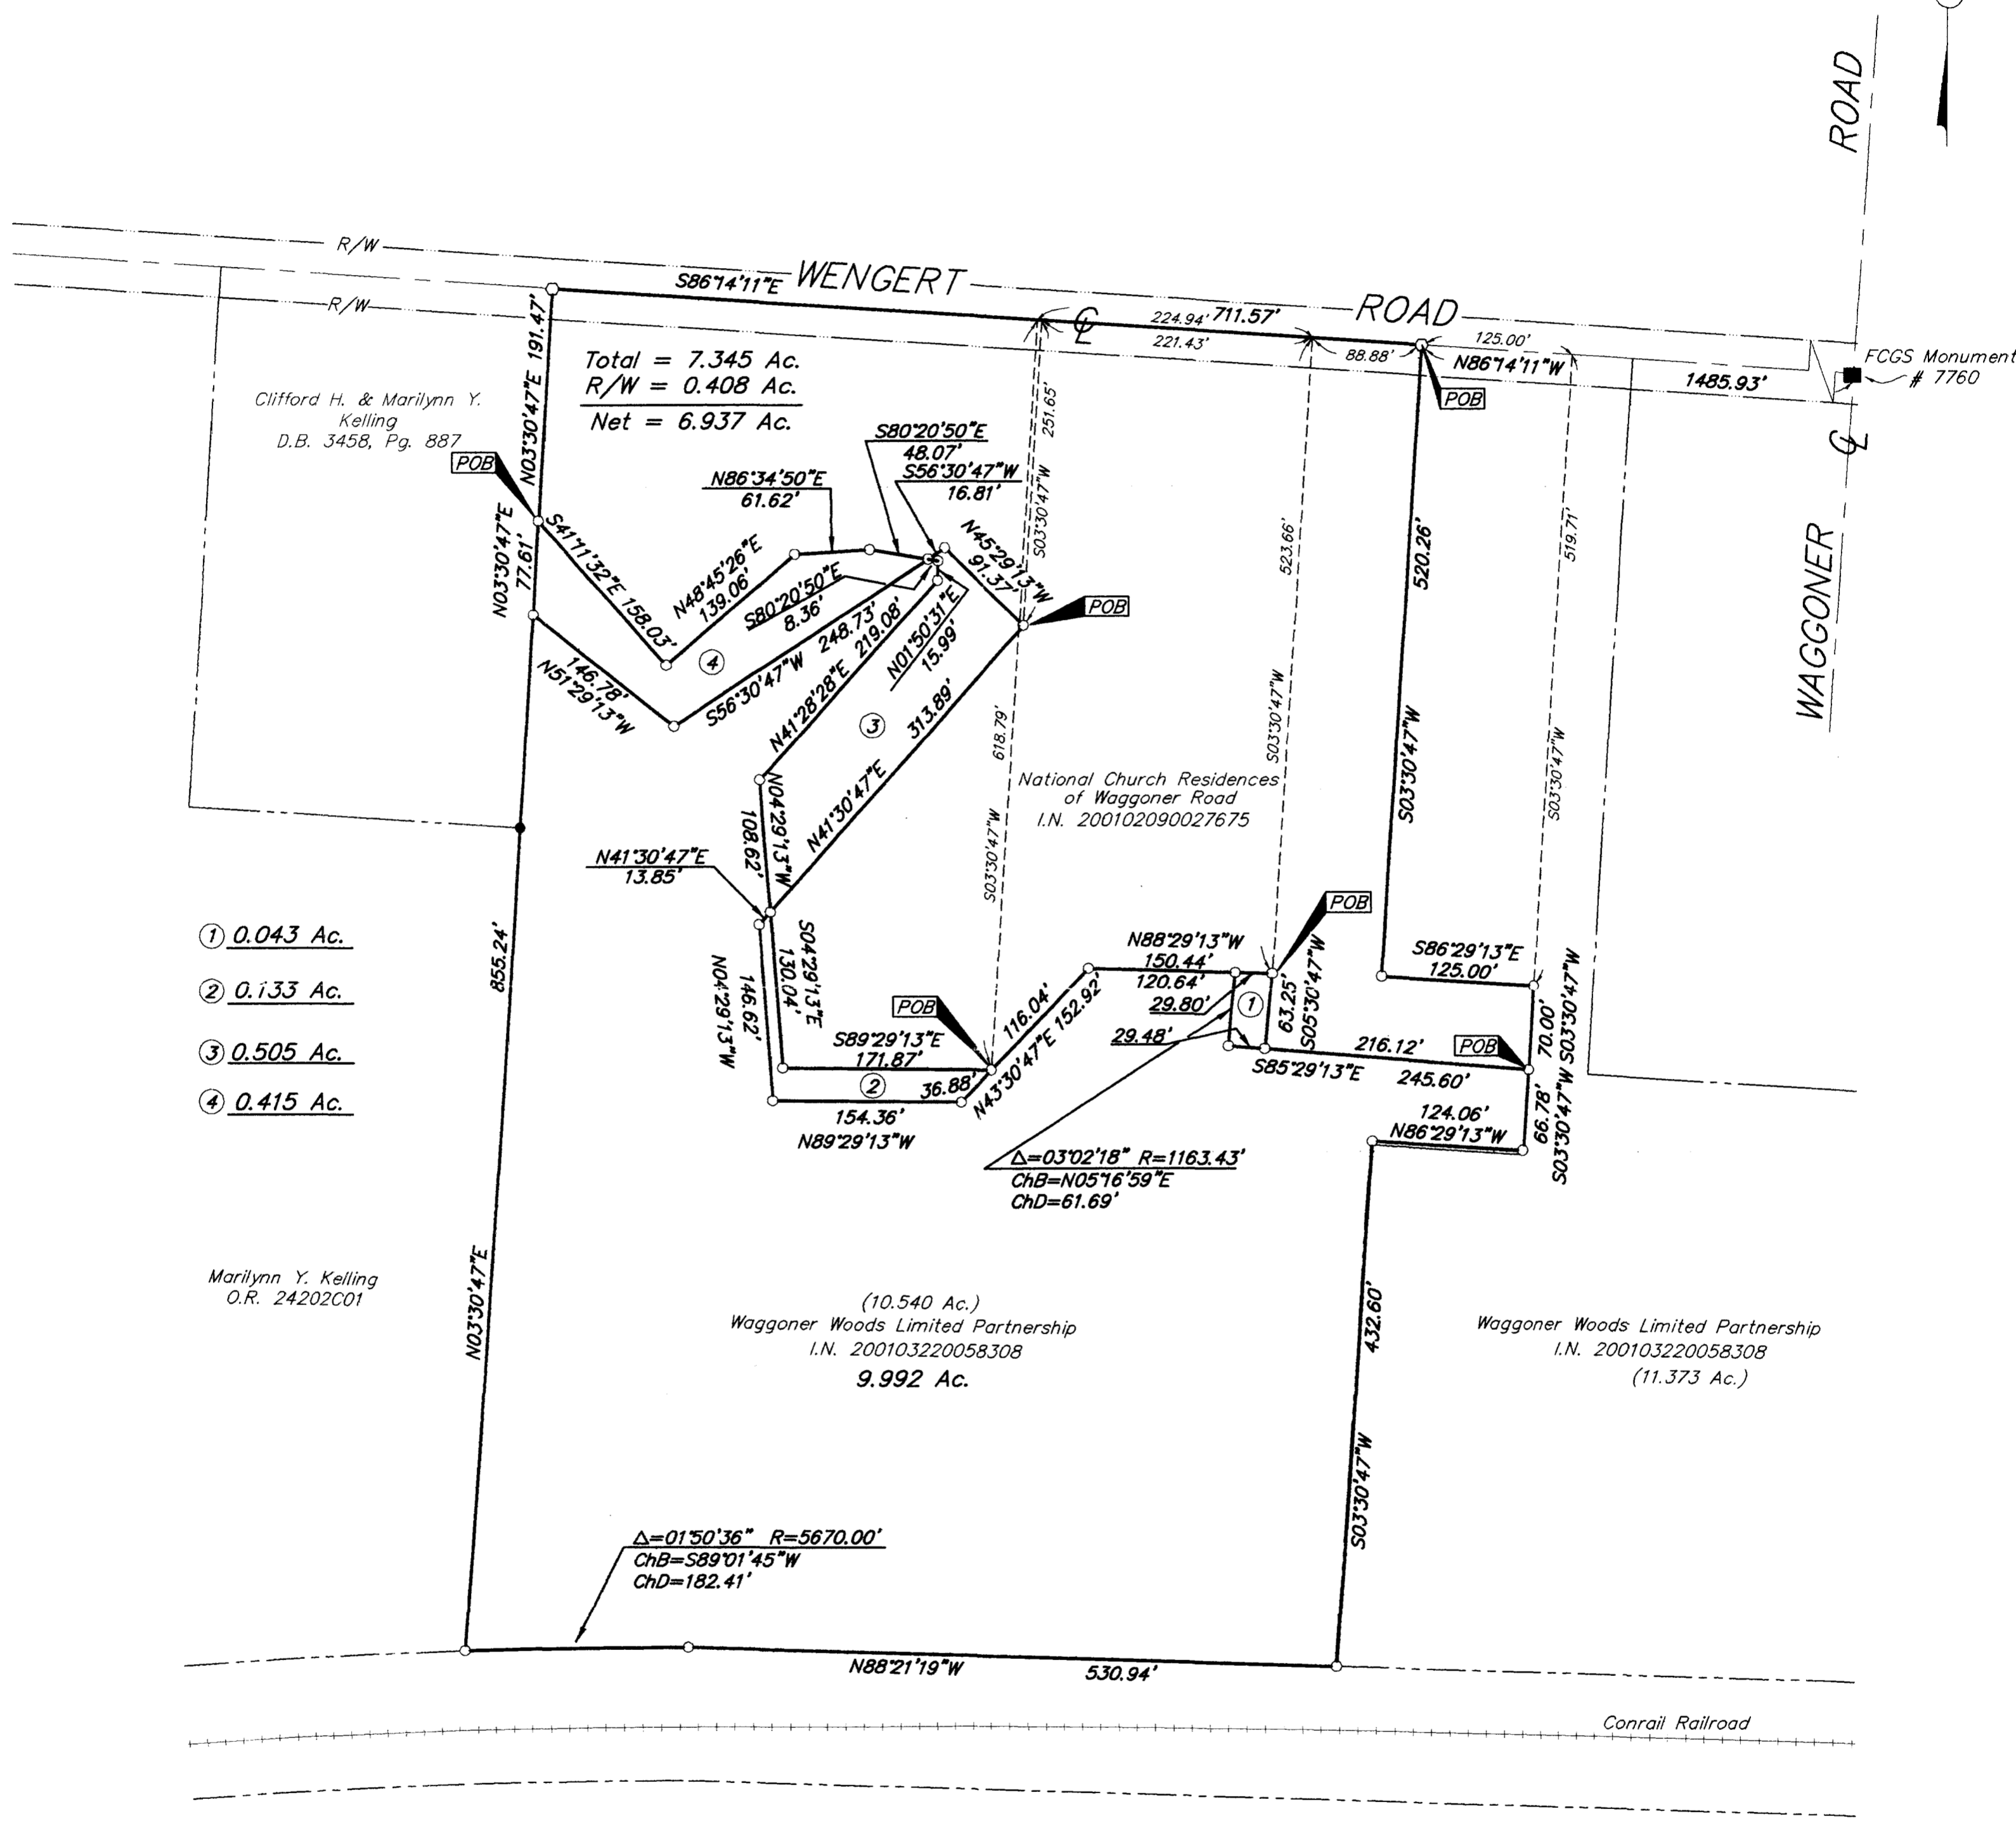 ROAD
R/W
S86°14'11"E
WENGERT
R/W
ROAD
224.94'
711.57'
221.43'
88.88'
125.00'
N86°14'11"W
1485.93'
FCGS Monument
# 7760
POB
℄
℄
WAGGONER
N03°30'47"E 191.47'
Total = 7.345 Ac.
R/W = 0.408 Ac.
Net = 6.937 Ac.
Clifford H. & Marilynn Y.
Kelling
D.B. 3458, Pg. 887
POB
S80°20'50"E
48.07'
S56°30'47"W
16.81'
N86°34'50"E
61.62'
251.65'
S03°30'47"W
N45°29'13"W
91.37'
POB
N03°30'47"E
77.61'
S41°11'32"E 158.03'
N48°45'26"E
139.06'
S80°20'50"E
8.36'
N01°50'31"E
15.99'
146.78'
N51°29'13"W
4
S56°30'47"W 248.73'
N41°28'28"E 219.08'
3
N41°30'47"E 313.89'
523.66'
S03°30'47"W
520.26'
S03°30'47"W
519.71'
S03°30'47"W
618.79'
S03°30'47"W
National Church Residences
of Waggoner Road
I.N. 200102090027675
N04°29'13"W
108.62'
N41°30'47"E
13.85'
S04°29'13"E
130.04'
N04°29'13"W
146.62'
POB
S89°29'13"E
171.87'
2
36.88'
154.36'
N89°29'13"W
116.04'
N43°30'47"E 152.92'
N88°29'13"W
150.44'
120.64'
29.80'
29.48'
1
POB
63.25'
S05°30'47"W
S86°29'13"E
125.00'
70.00'
S03°30'47"W
216.12'
POB
S85°29'13"E
245.60'
66.78'
S03°30'47"W
124.06'
N86°29'13"W
Δ=03°02'18" R=1163.43'
ChB=N05°16'59"E
ChD=61.69'
1 0.043 Ac.
2 0.133 Ac.
3 0.505 Ac.
4 0.415 Ac.
855.24'
N03°30'47"E
Marilynn Y. Kelling
O.R. 24202C01
(10.540 Ac.)
Waggoner Woods Limited Partnership
I.N. 200103220058308
9.992 Ac.
432.60'
S03°30'47"W
Waggoner Woods Limited Partnership
I.N. 200103220058308
(11.373 Ac.)
Δ=01°50'36" R=5670.00'
ChB=S89°01'45"W
ChD=182.41'
N88°21'19"W
530.94'
Conrail Railroad